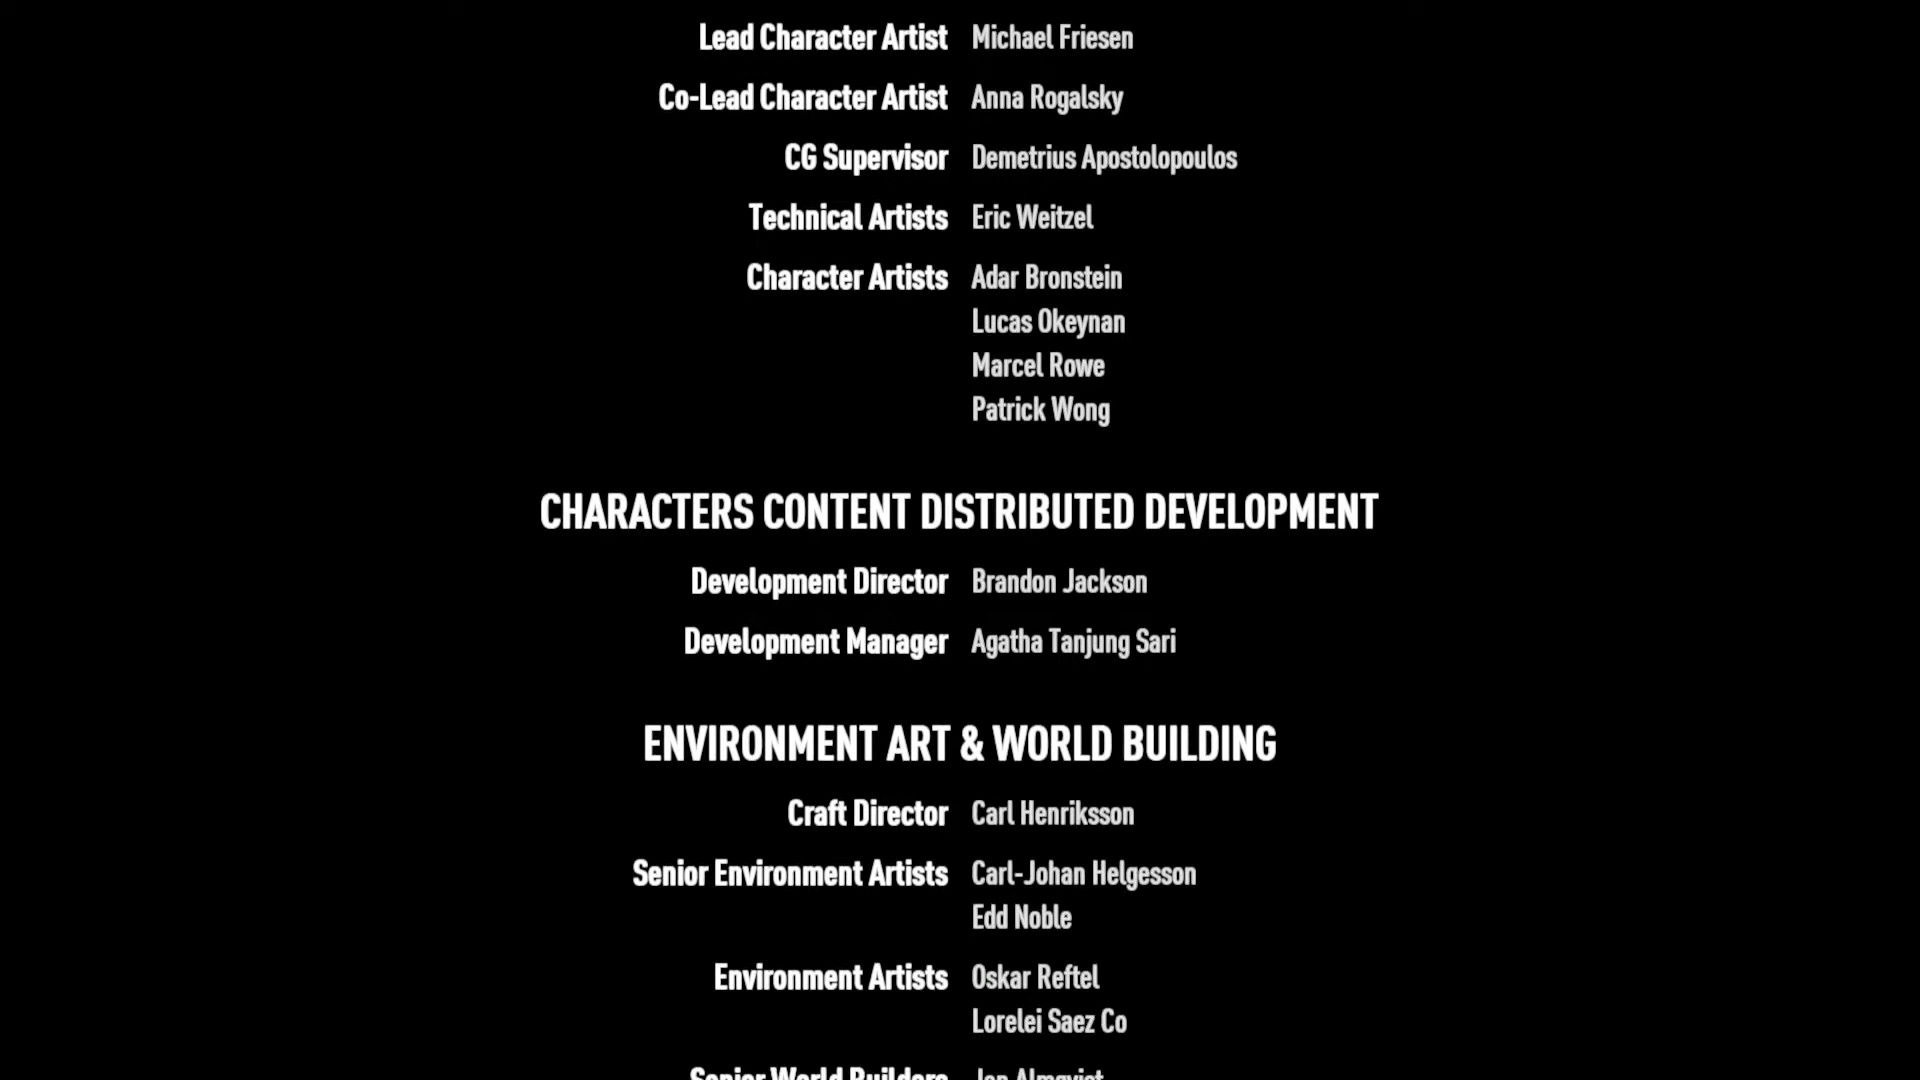 Lead Character Artist Michael Friesen
Co-Lead Character Artist Anna Rogalsky
CG Supervisor Demetrius Apostolopoulos
Technical Artists Eric Weitzel
Character Artists Adar Bronstein
Lucas Okeynan
Marcel Rowe
Patrick Wong
CHARACTERS CONTENT DISTRIBUTED DEVELOPMENT
Development Director Brandon Jackson
Development Manager Agatha Tanjung Sari
ENVIRONMENT ART & WORLD BUILDING
Craft Director Carl Henriksson
Senior Environment Artists Carl-Johan Helgesson
Edd Noble
Environment Artists Oskar Reftel
Lorelei Saez Co
Senior World Builders